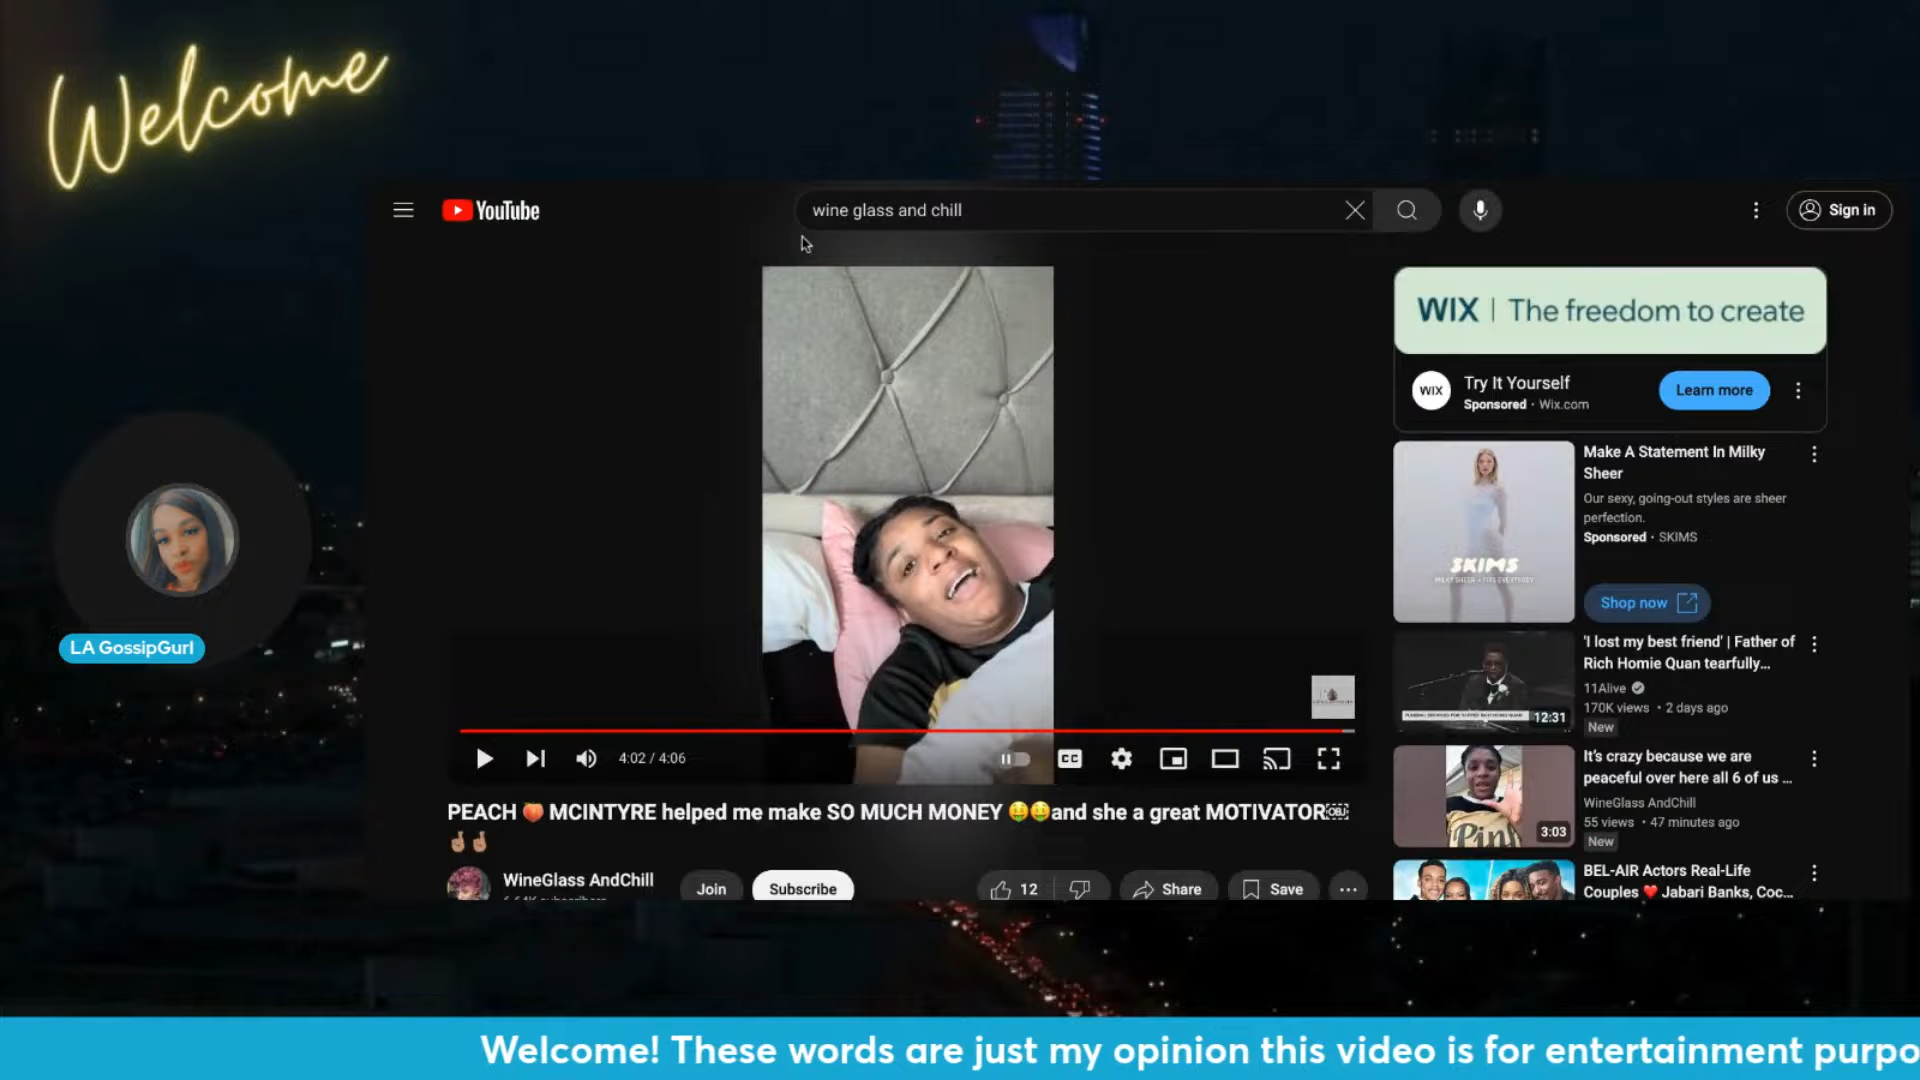 Welcome
YouTube
wine glass and chill
Sign in
WIX | The freedom to create
WIX
Try It Yourself
Sponsored · Wix.com
Learn more
Make A Statement In Milky
Sheer
Our sexy, going-out styles are sheer
perfection.
Sponsored · SKIMS
SKIMS
Shop now
LA GossipGurl
'I lost my best friend' | Father of
Rich Homie Quan tearfully...
11Alive
170K views • 2 days ago
New
12:31
4:02 / 4:06
CC
It's crazy because we are
peaceful over here all 6 of us ...
WineGlass AndChill
55 views • 47 minutes ago
New
3:03
Pin
PEACH 🍑 MCINTYRE helped me make SO MUCH MONEY 🤑🤑and she a great MOTIVATOR￼
🤞🏽🤞🏽
WineGlass AndChill
Join
Subscribe
12
Share
Save
BEL-AIR Actors Real-Life
Couples ❤️ Jabari Banks, Coc...
Welcome! These words are just my opinion this video is for entertainment purpo